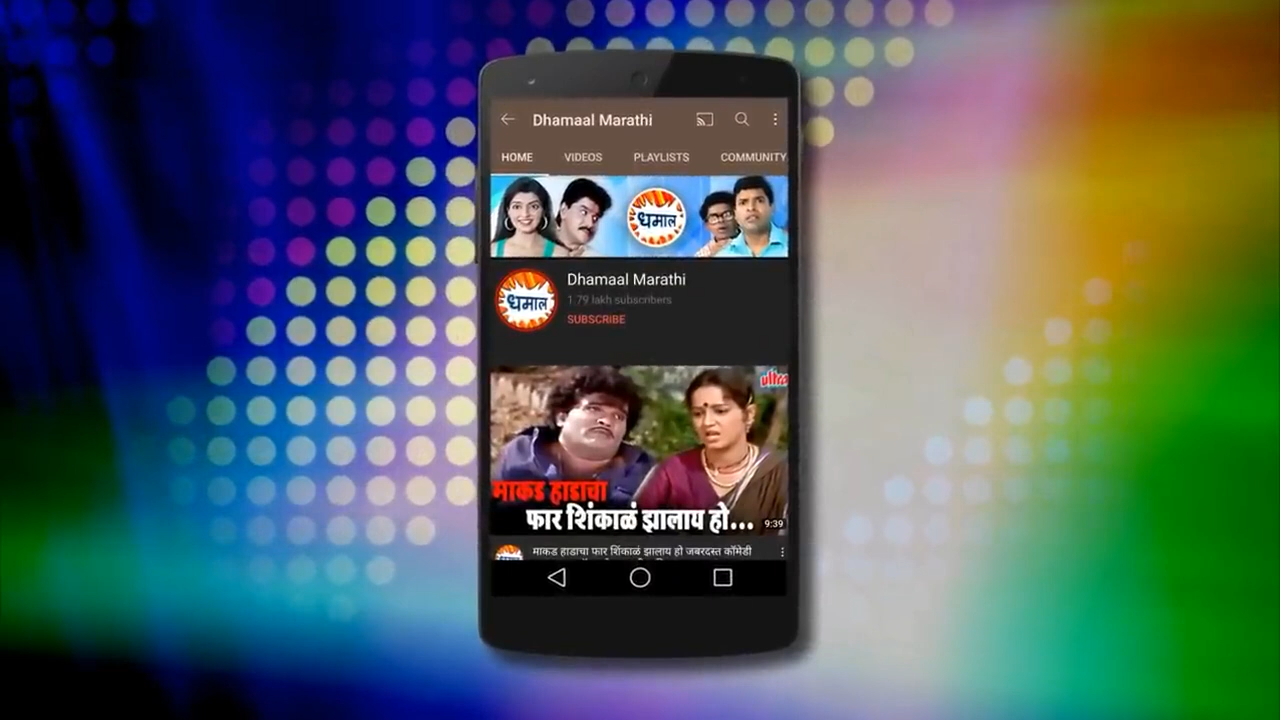 Dhamaal Marathi
HOME VIDEOS PLAYLISTS COMMUNITY
धमाल
Dhamaal Marathi
1.79 lakh subscribers
धमाल
SUBSCRIBE
ultra
माकड हाडाचा
फार शिंकाळं झालाय हो...
9:39
माकड हाडाचा फार शिंकाळं झालाय हो जबरदस्त कॉमेडी